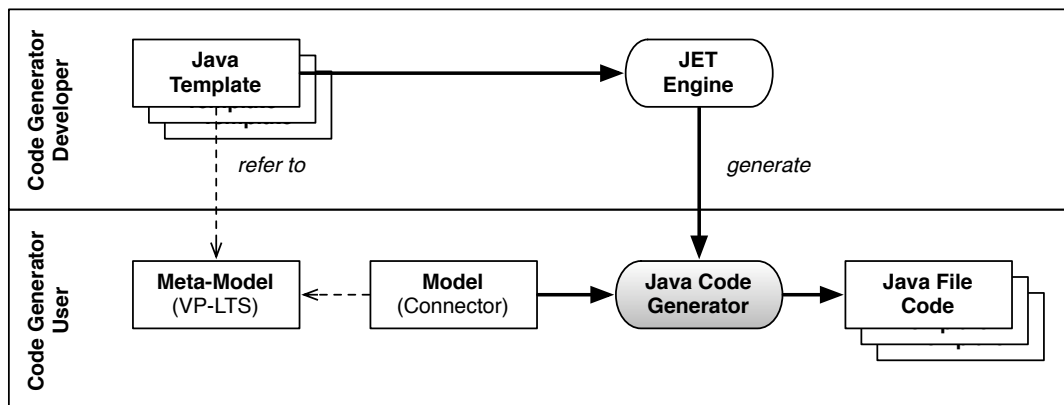 Code Generator
Developer
Java
Template
JET
Engine
refer to
generate
Code Generator
User
Meta-Model
(VP-LTS)
Model
(Connector)
Java Code
Generator
Java File
Code